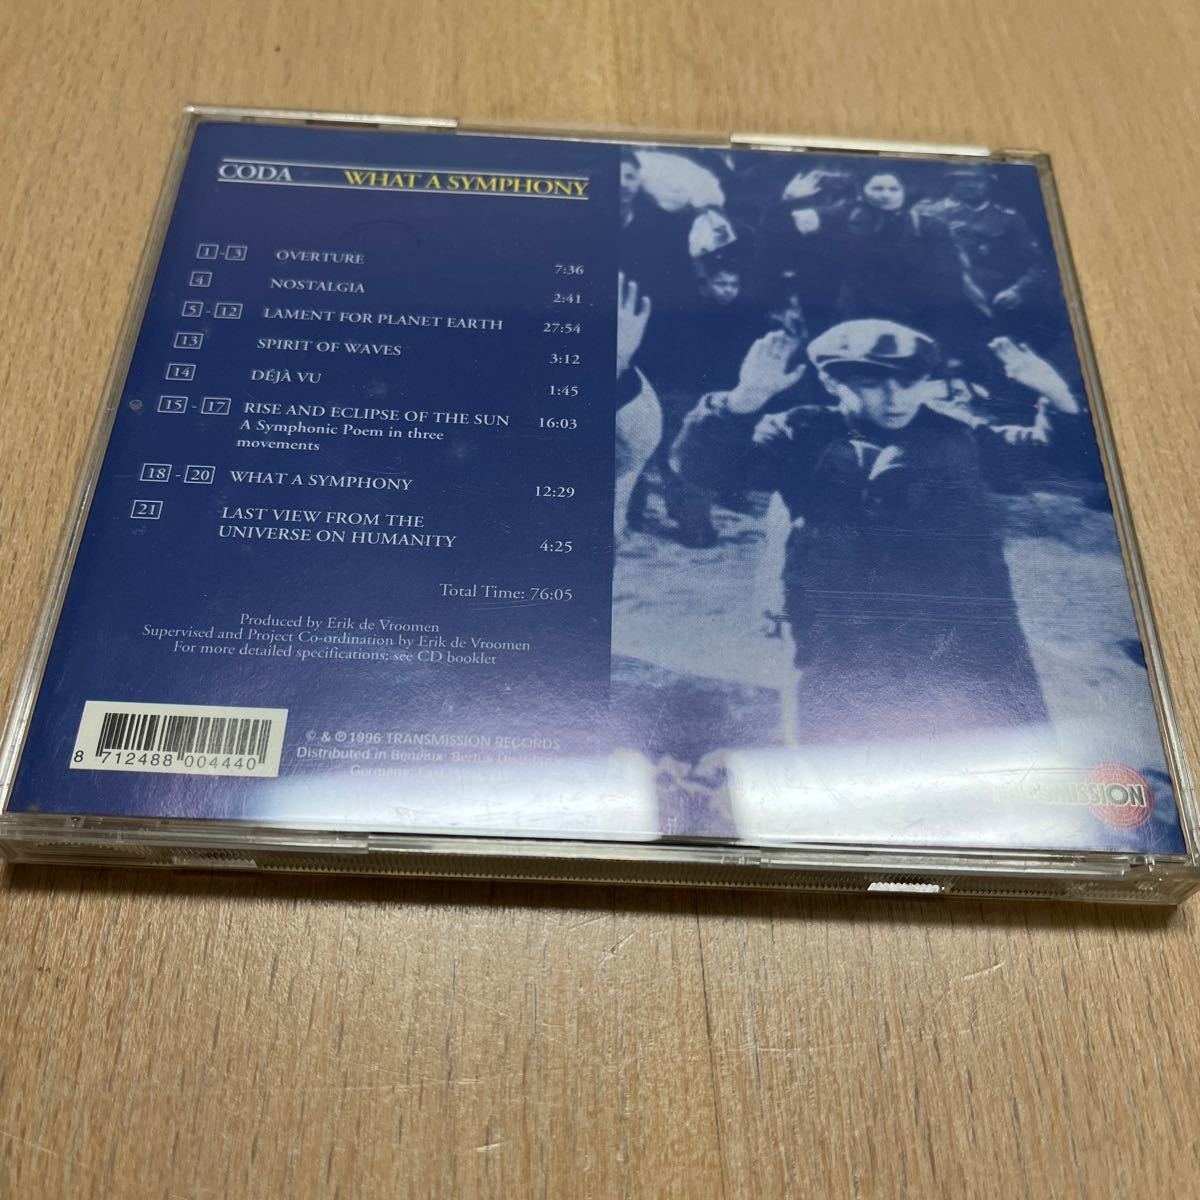 CODA WHAT A SYMPHONY
1 - 3 OVERTURE 7:36
4 NOSTALGIA 2:41
5 - 12 LAMENT FOR PLANET EARTH 27:54
13 SPIRIT OF WAVES 3:12
14 DÉJÀ VU 1:45
15 - 17 RISE AND ECLIPSE OF THE SUN 16:03
A Symphonic Poem in three
movements
18 - 20 WHAT A SYMPHONY 12:29
21 LAST VIEW FROM THE
UNIVERSE ON HUMANITY 4:25
Total Time: 76:05
Produced by Erik de Vroomen
Supervised and Project Co-ordination by Erik de Vroomen
For more detailed specifications: see CD booklet
8 712488 004440
© & ℗ 1996 TRANSMISSION RECORDS
Distributed in Benelux: Bertus
Germany: